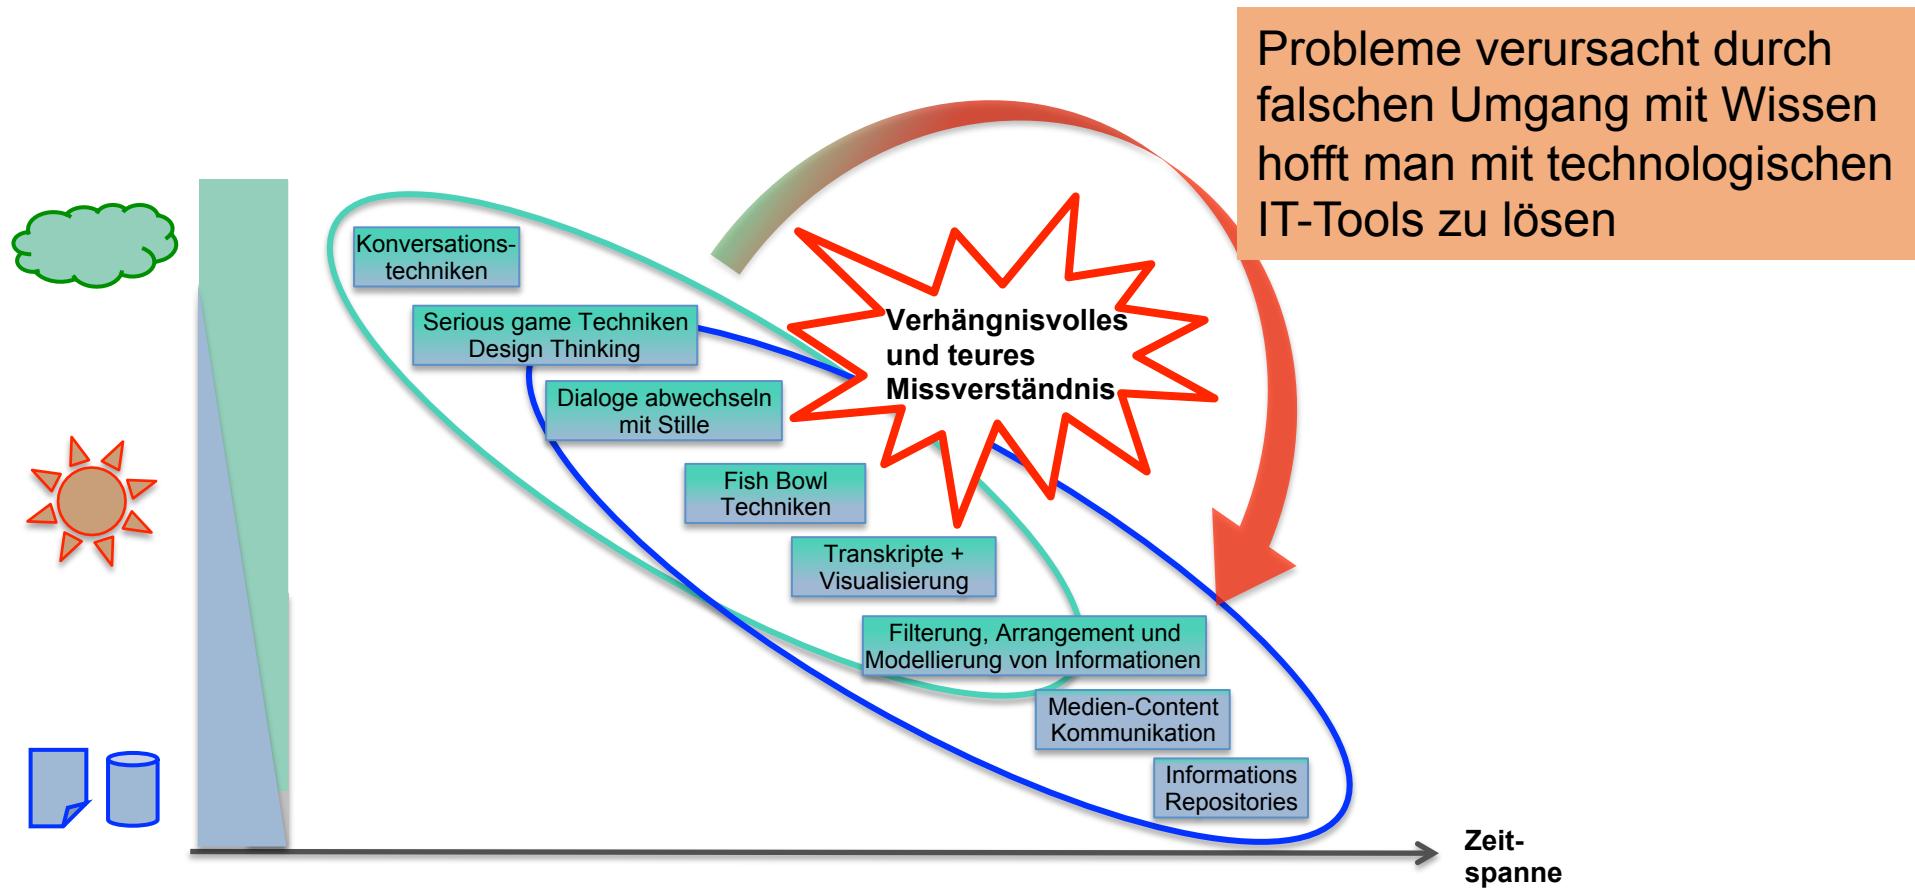 Probleme verursacht durch
falschen Umgang mit Wissen
hofft man mit technologischen
IT-Tools zu lösen
Konversations-
techniken
Serious game Techniken
Design Thinking
Verhängnisvolles
und teures
Missverständnis
Dialoge abwechseln
mit Stille
Fish Bowl
Techniken
Transkripte +
Visualisierung
Filterung, Arrangement und
Modellierung von Informationen
Medien-Content
Kommunikation
Informations
Repositories
Zeit-
spanne